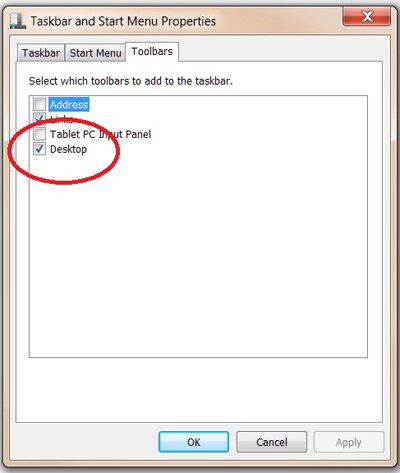 Taskbar and Start Menu Properties
Taskbar Start Menu Toolbars
Select which toolbars to add to the taskbar.
Address
Links
Tablet PC Input Panel
Desktop
OK Cancel Apply